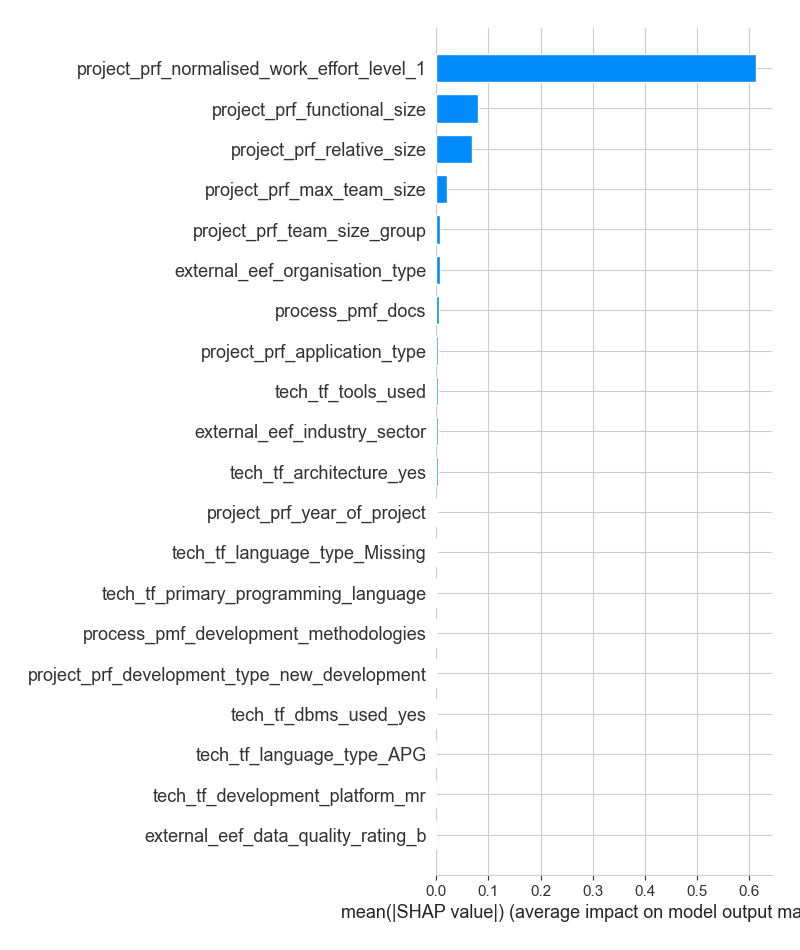 project_prf_normalised_work_effort_level_1
project_prf_functional_size
project_prf_relative_size
project_prf_max_team_size
project_prf_team_size_group
external_eef_organisation_type
process_pmf_docs
project_prf_application_type
tech_tf_tools_used
external_eef_industry_sector
tech_tf_architecture_yes
project_prf_year_of_project
tech_tf_language_type_Missing
tech_tf_primary_programming_language
process_pmf_development_methodologies
project_prf_development_type_new_development
tech_tf_dbms_used_yes
tech_tf_language_type_APG
tech_tf_development_platform_mr
external_eef_data_quality_rating_b
0.0 0.1 0.2 0.3 0.4 0.5 0.6
mean(|SHAP value|) (average impact on model output ma